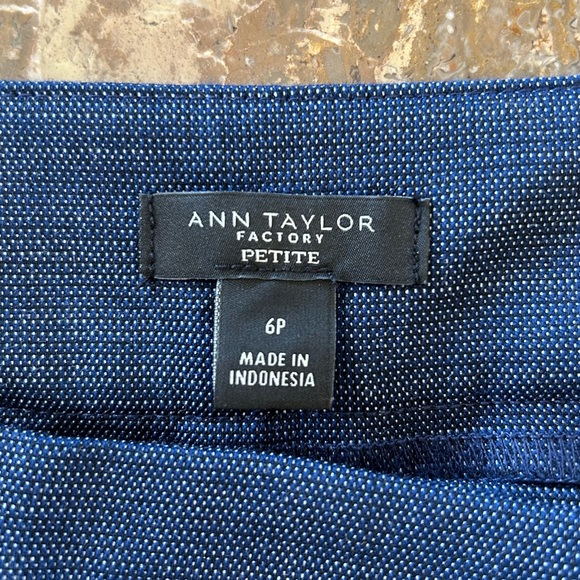 ANN TAYLOR
FACTORY
PETITE
6P
MADE IN
INDONESIA